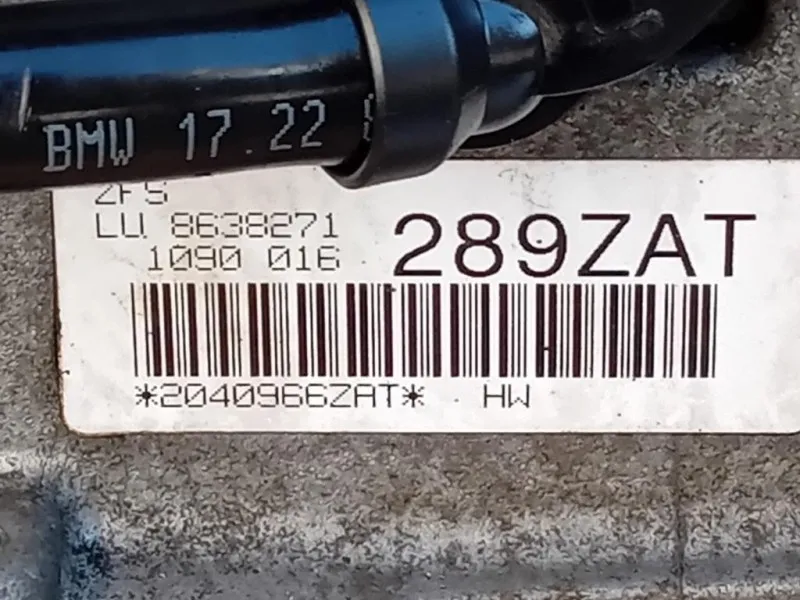 BMW 17.22
ZFS
LU 8638271
1090 016
289ZAT
*2040966ZAT* HW